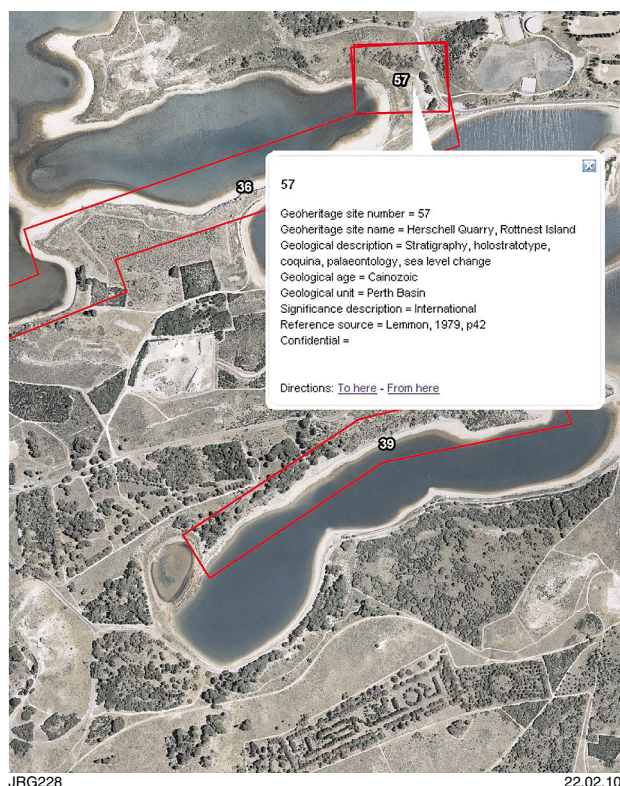 57
36
57
Geoheritage site number = 57
Geoheritage site name = Herschell Quarry, Rottnest Island
Geological description = Stratigraphy, holostratotype,
coquina, palaeontology, sea level change
Geological age = Cainozoic
Geological unit = Perth Basin
Significance description = International
Reference source = Lemmon, 1979, p42
Confidential =
Directions: To here - From here
39
JRG228
22.02.10